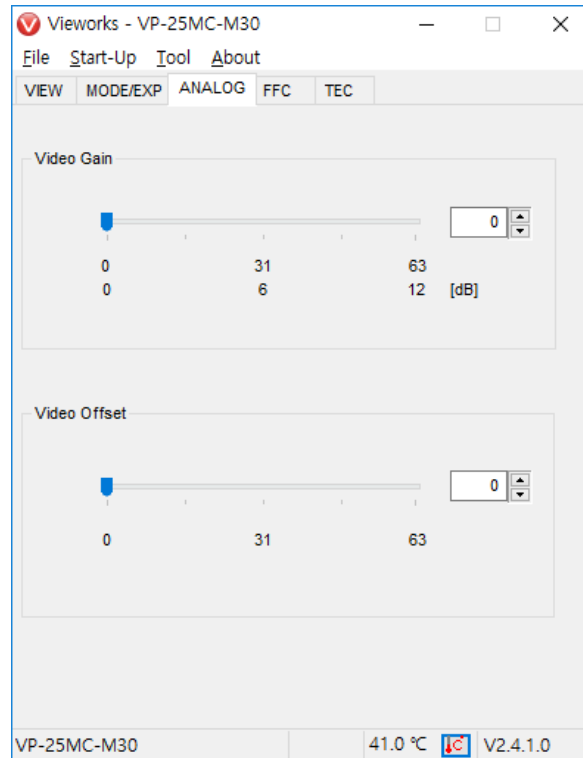 Vieworks - VP-25MC-M30
File Start-Up Tool About
VIEW MODE/EXP ANALOG FFC TEC
Video Gain
0
0 31 63
0 6 12 [dB]
Video Offset
0
0 31 63
VP-25MC-M30 41.0 ℃ C V2.4.1.0